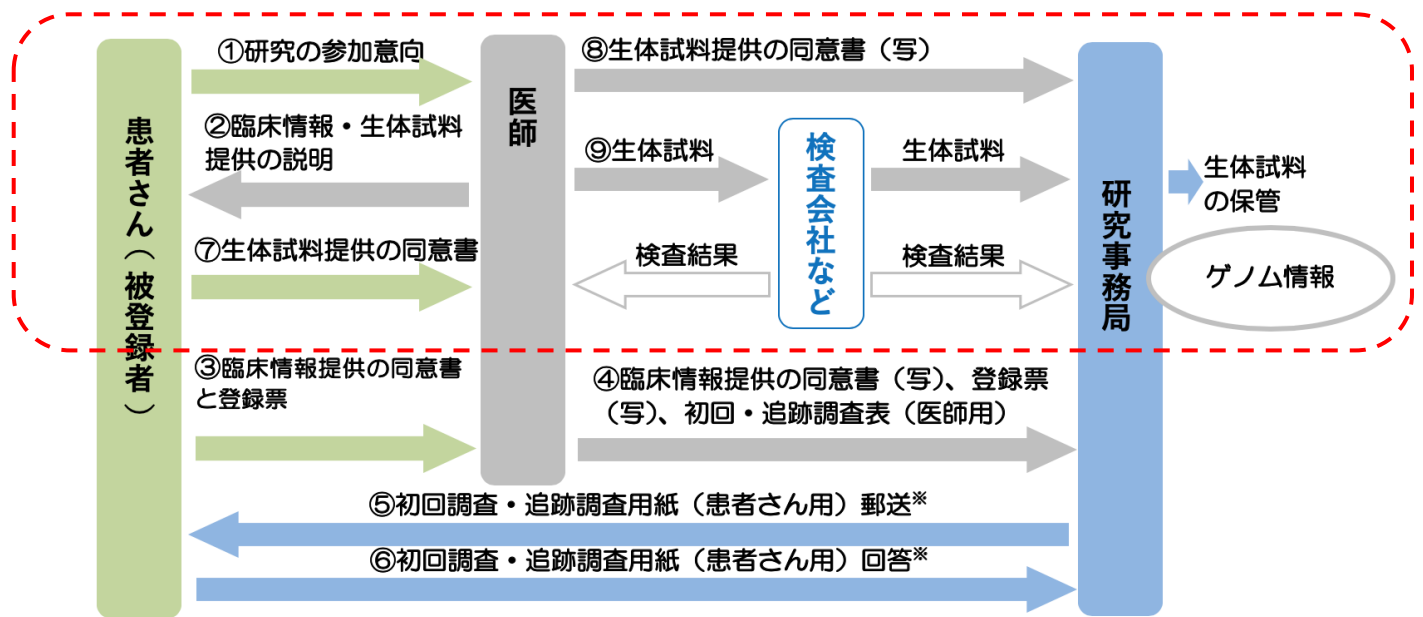 ①研究の参加意向
⑧生体試料提供の同意書（写）
患者さん（被登録者）
医師
②臨床情報・生体試料
提供の説明
⑨生体試料
検査会社など
生体試料
研究事務局
生体試料
の保管
⑦生体試料提供の同意書
検査結果
検査結果
ゲノム情報
③臨床情報提供の同意書
と登録票
④臨床情報提供の同意書（写）、登録票
（写）、初回・追跡調査表（医師用）
⑤初回調査・追跡調査用紙（患者さん用）郵送※
⑥初回調査・追跡調査用紙（患者さん用）回答※